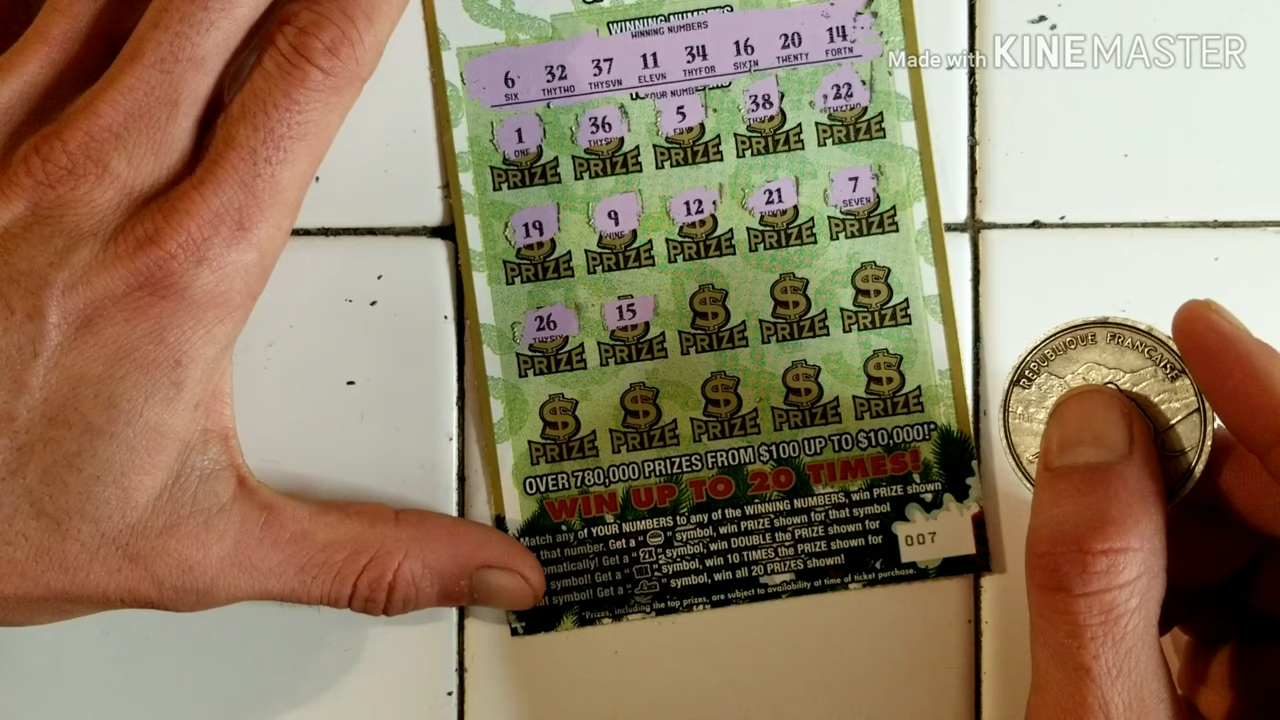 WINNING NUMBERS
WINNING NUMBERS
6 32 37 11 34 16 20 14
SIX THYTWO THYSVN ELEVN THYFOR SIXTN TWENTY FORTN
YOUR NUMBERS
1 36 5 38 22
ONE
PRIZE PRIZE PRIZE PRIZE PRIZE
19 9 12 21 7
NINE SEVEN
PRIZE PRIZE PRIZE PRIZE PRIZE
26 15 $ $ $
PRIZE PRIZE PRIZE PRIZE PRIZE
$ $ $ $ $
PRIZE PRIZE PRIZE PRIZE PRIZE
OVER 780,000 PRIZES FROM $100 UP TO $10,000!*
WIN UP TO 20 TIMES!
Match any of YOUR NUMBERS to any of the WINNING NUMBERS, win PRIZE shown
that number. Get a " " symbol, win PRIZE shown for that symbol
omatically! Get a "2X" symbol, win DOUBLE the PRIZE shown for
symbol! Get a " " symbol, win 10 TIMES the PRIZE shown for
at symbol! Get a " " symbol, win all 20 PRIZES shown!
*Prizes, including the top prizes, are subject to availability at time of ticket purchase.
007
RÉPUBLIQUE FRANÇAISE
Made with KINEMASTER